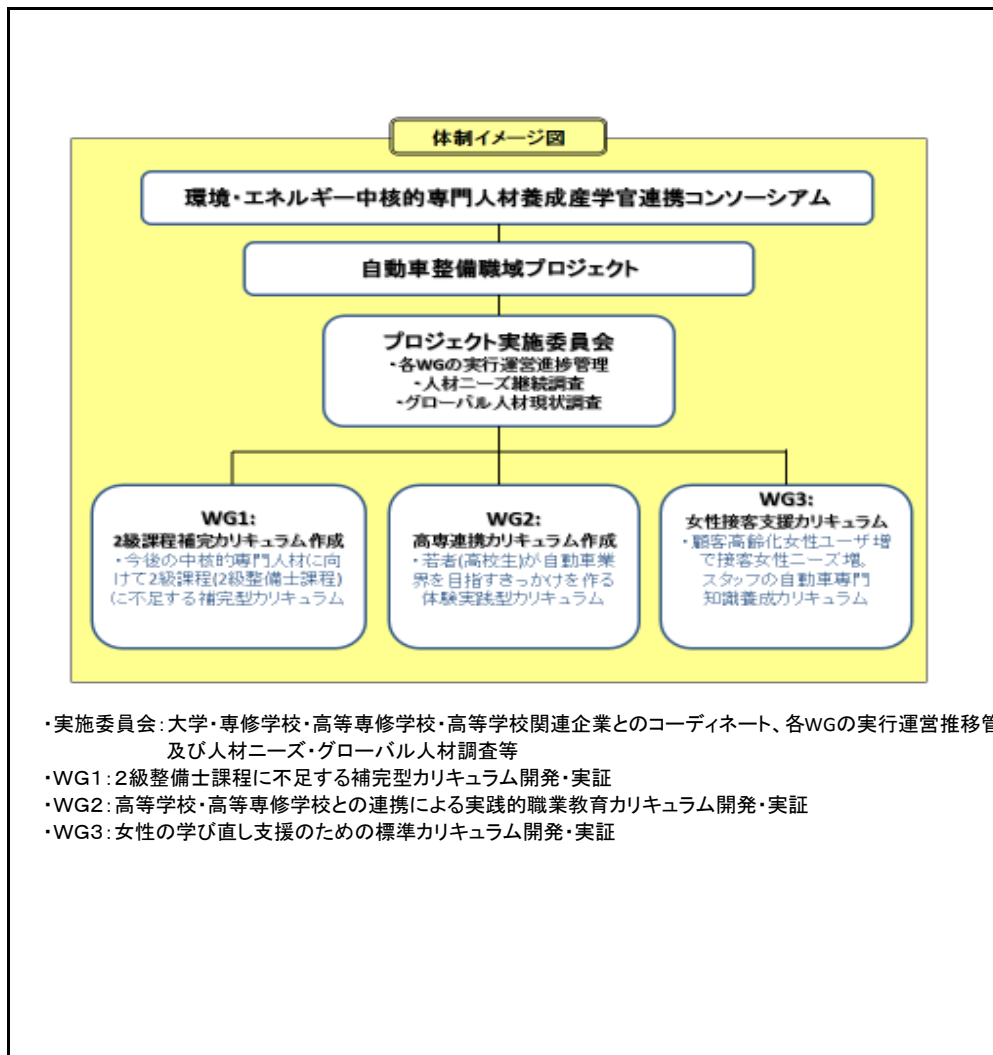 体制イメージ図
環境・エネルギー中核的専門人材養成産学官連携コンソーシアム
自動車整備職域プロジェクト
プロジェクト実施委員会
・各WGの実行運営進捗管理
・人材ニーズ継続調査
・グローバル人材現状調査
WG1:
2級課程補完カリキュラム作成
・今後の中核的専門人材に向
けて2級課程(2級整備士課程)
に不足する補完型カリキュラム
WG2:
高専連携カリキュラム作成
・若者(高校生)が自動車業
界を目指すきっかけを作る
体験実践型カリキュラム
WG3:
女性接客支援カリキュラム
・顧客高齢化女性ユーザ増
で接客女性ニーズ増。
スタッフの自動車専門
知識養成カリキュラム
・実施委員会:大学・専修学校・高等専修学校・高等学校関連企業とのコーディネート、各WGの実行運営推移管
及び人材ニーズ・グローバル人材調査等
・WG1:2級整備士課程に不足する補完型カリキュラム開発・実証
・WG2:高等学校・高等専修学校との連携による実践的職業教育カリキュラム開発・実証
・WG3:女性の学び直し支援のための標準カリキュラム開発・実証